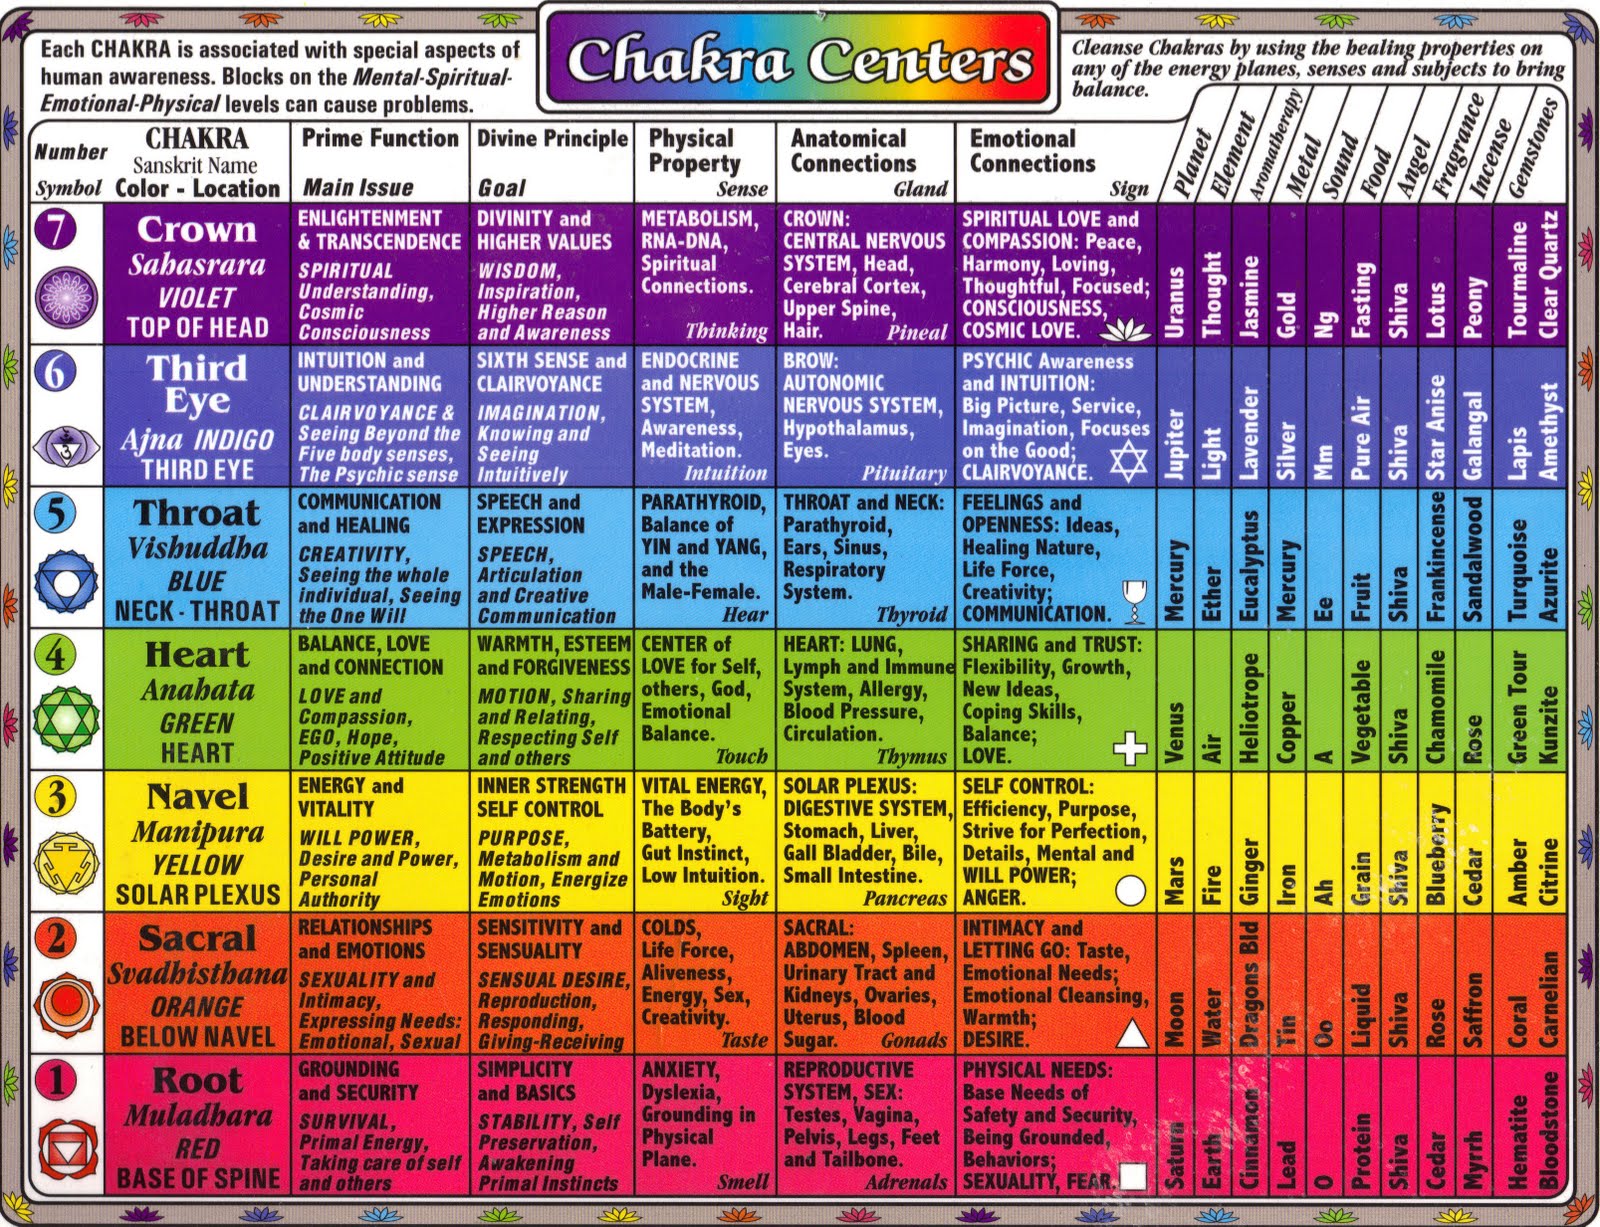 Chakra Centers
Each CHAKRA is associated with special aspects of
human awareness. Blocks on the Mental-Spiritual-
Emotional-Physical levels can cause problems.
Cleanse Chakras by using the healing properties on
any of the energy planes, senses and subjects to bring
balance.
Number
Symbol
CHAKRA
Sanskrit Name
Color - Location
Prime Function
Main Issue
Divine Principle
Goal
Physical
Property
Sense
Anatomical
Connections
Gland
Emotional
Connections
Sign
Planet
Element
Aromatherapy
Metal
Sound
Food
Angel
Fragrance
Incense
Gemstones
7
Crown
Sahasrara
VIOLET
TOP OF HEAD
ENLIGHTENMENT
& TRANSCENDENCE
SPIRITUAL
Understanding,
Cosmic
Consciousness
DIVINITY and
HIGHER VALUES
WISDOM,
Inspiration,
Higher Reason
and Awareness
METABOLISM,
RNA-DNA,
Spiritual
Connections.
Thinking
CROWN:
CENTRAL NERVOUS
SYSTEM, Head,
Cerebral Cortex,
Upper Spine,
Hair. Pineal
SPIRITUAL LOVE and
COMPASSION: Peace,
Harmony, Loving,
Thoughtful, Focused;
CONSCIOUSNESS,
COSMIC LOVE.
Uranus
Thought
Jasmine
Gold
Ng
Fasting
Shiva
Lotus
Peony
Tourmaline
Clear Quartz
6
Third
Eye
Ajna INDIGO
THIRD EYE
INTUITION and
UNDERSTANDING
CLAIRVOYANCE &
Seeing Beyond the
Five body senses,
The Psychic sense
SIXTH SENSE and
CLAIRVOYANCE
IMAGINATION,
Knowing and
Seeing
Intuitively
ENDOCRINE
and NERVOUS
SYSTEM,
Awareness,
Meditation.
Intuition
BROW:
AUTONOMIC
NERVOUS SYSTEM,
Hypothalamus,
Eyes.
Pituitary
PSYCHIC Awareness
and INTUITION:
Big Picture, Service,
Imagination, Focuses
on the Good;
CLAIRVOYANCE.
Jupiter
Light
Lavender
Silver
Mm
Pure Air
Shiva
Star Anise
Galangal
Lapis
Amethyst
5
Throat
Vishuddha
BLUE
NECK - THROAT
COMMUNICATION
and HEALING
CREATIVITY,
Seeing the whole
individual, Seeing
the One Will
SPEECH and
EXPRESSION
SPEECH,
Articulation
and Creative
Communication
PARATHYROID,
Balance of
YIN and YANG,
and the
Male-Female.
Hear
THROAT and NECK:
Parathyroid,
Ears, Sinus,
Respiratory
System.
Thyroid
FEELINGS and
OPENNESS: Ideas,
Healing Nature,
Life Force,
Creativity;
COMMUNICATION.
Mercury
Ether
Eucalyptus
Mercury
Ee
Fruit
Shiva
Frankincense
Sandalwood
Turquoise
Azurite
4
Heart
Anahata
GREEN
HEART
BALANCE, LOVE
and CONNECTION
LOVE and
Compassion,
EGO, Hope,
Positive Attitude
WARMTH, ESTEEM
and FORGIVENESS
MOTION, Sharing
and Relating,
Respecting Self
and others
CENTER of
LOVE for Self,
others, God,
Emotional
Balance.
Touch
HEART: LUNG,
Lymph and Immune
System, Allergy,
Blood Pressure,
Circulation.
Thymus
SHARING and TRUST:
Flexibility, Growth,
New Ideas,
Coping Skills,
Balance;
LOVE.
Venus
Air
Heliotrope
Copper
A
Vegetable
Shiva
Chamomile
Rose
Green Tour
Kunzite
3
Navel
Manipura
YELLOW
SOLAR PLEXUS
ENERGY and
VITALITY
WILL POWER,
Desire and Power,
Personal
Authority
INNER STRENGTH
SELF CONTROL
PURPOSE,
Metabolism and
Motion, Energize
Emotions
VITAL ENERGY,
The Body's
Battery,
Gut Instinct,
Low Intuition.
Sight
SOLAR PLEXUS:
DIGESTIVE SYSTEM,
Stomach, Liver,
Gall Bladder, Bile,
Small Intestine.
Pancreas
SELF CONTROL:
Efficiency, Purpose,
Strive for Perfection,
Details, Mental and
WILL POWER;
ANGER.
Mars
Fire
Ginger
Iron
Ah
Grain
Shiva
Blueberry
Cedar
Amber
Citrine
2
Sacral
Svadhisthana
ORANGE
BELOW NAVEL
RELATIONSHIPS
and EMOTIONS
SEXUALITY and
Intimacy,
Expressing Needs:
Emotional, Sexual
SENSITIVITY and
SENSUALITY
SENSUAL DESIRE,
Reproduction,
Responding,
Giving-Receiving
COLDS,
Life Force,
Aliveness,
Energy, Sex,
Creativity.
Taste
SACRAL:
ABDOMEN, Spleen,
Urinary Tract and
Kidneys, Ovaries,
Uterus, Blood
Sugar. Gonads
INTIMACY and
LETTING GO: Taste,
Emotional Needs;
Emotional Cleansing,
Warmth;
DESIRE.
Moon
Water
Dragons Bld
Tin
Oo
Liquid
Shiva
Rose
Saffron
Coral
Carnelian
1
Root
Muladhara
RED
BASE OF SPINE
GROUNDING
and SECURITY
SURVIVAL,
Primal Energy,
Taking care of self
and others
SIMPLICITY
and BASICS
STABILITY, Self
Preservation,
Awakening
Primal Instincts
ANXIETY,
Dyslexia,
Grounding in
Physical
Plane.
Smell
REPRODUCTIVE
SYSTEM, SEX:
Testes, Vagina,
Pelvis, Legs, Feet
and Tailbone.
Adrenals
PHYSICAL NEEDS:
Base Needs of
Safety and Security,
Being Grounded,
Behaviors;
SEXUALITY, FEAR.
Saturn
Earth
Cinnamon
Lead
O
Protein
Shiva
Cedar
Myrrh
Hematite
Bloodstone